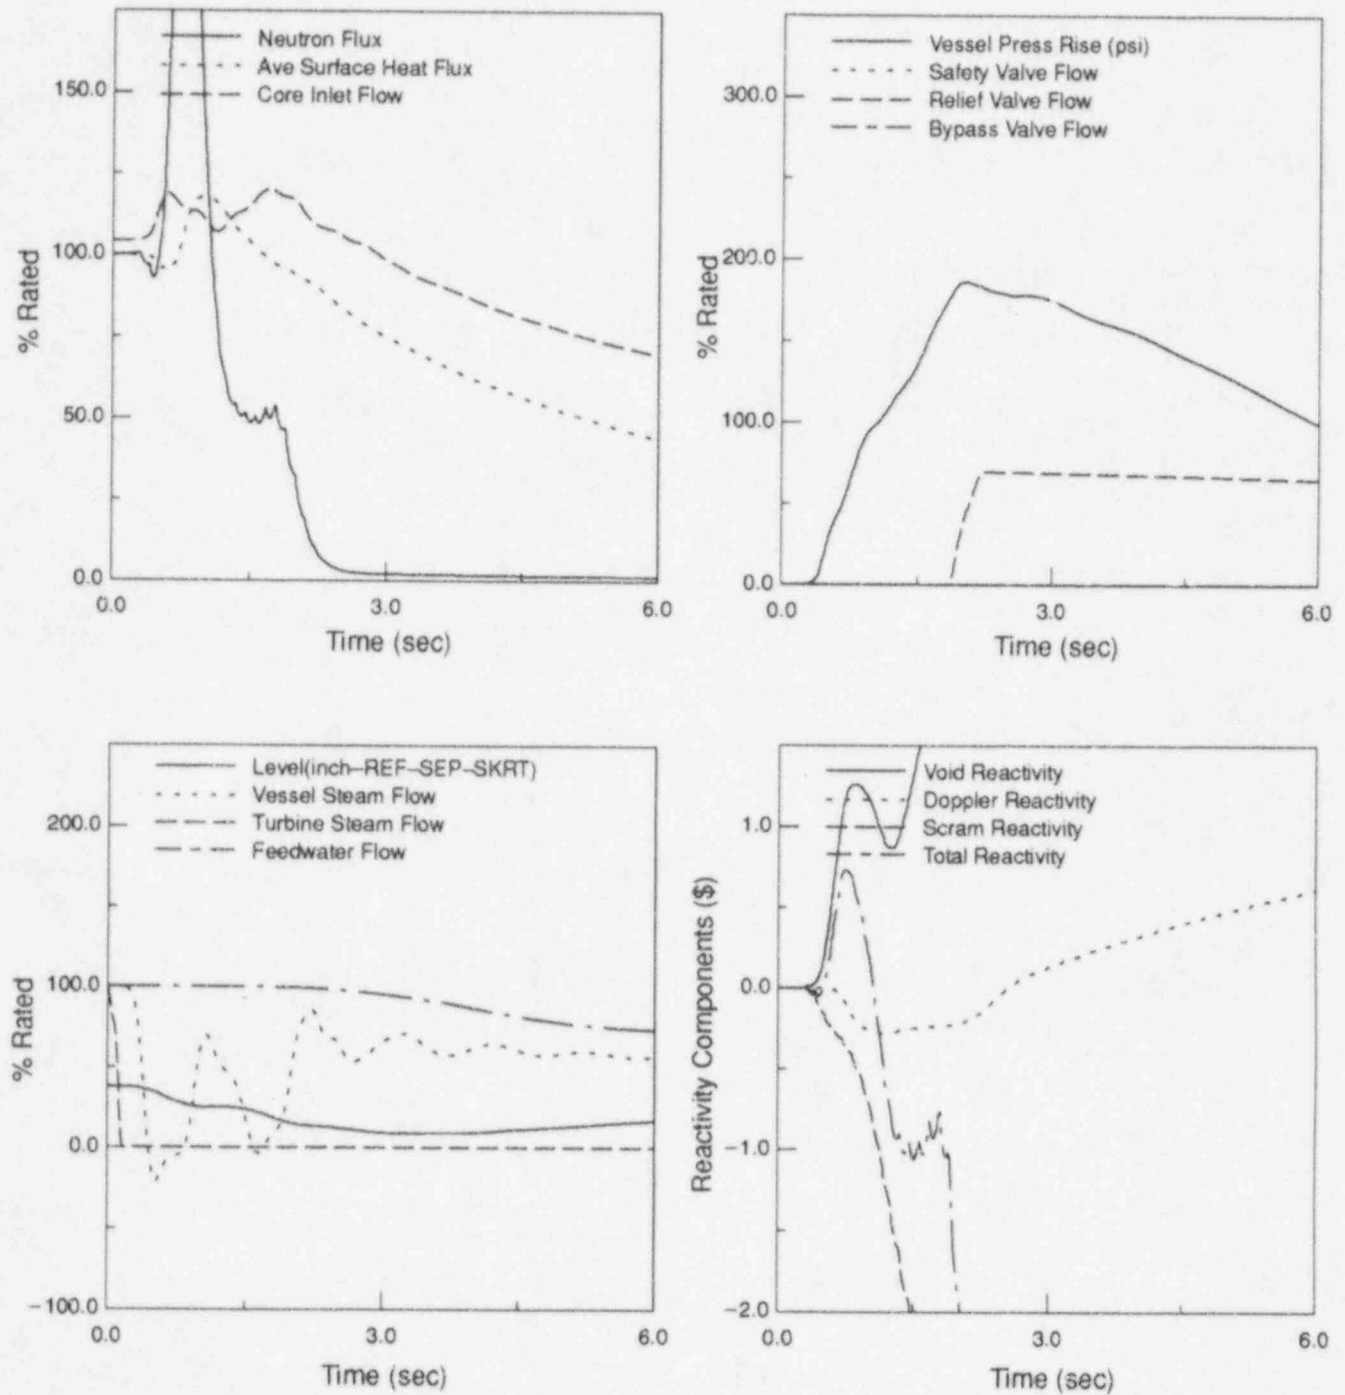 Neutron Flux
Ave Surface Heat Flux
Core Inlet Flow
150.0
100.0
50.0
0.0
% Rated
0.0
3.0
6.0
Time (sec)
Vessel Press Rise (psi)
Safety Valve Flow
Relief Valve Flow
Bypass Valve Flow
300.0
200.0
100.0
0.0
% Rated
0.0
3.0
6.0
Time (sec)
Level(inch-REF-SEP-SKRT)
Vessel Steam Flow
Turbine Steam Flow
Feedwater Flow
200.0
100.0
0.0
-100.0
% Rated
0.0
3.0
6.0
Time (sec)
Void Reactivity
Doppler Reactivity
Scram Reactivity
Total Reactivity
1.0
0.0
-1.0
-2.0
Reactivity Components ($)
0.0
3.0
6.0
Time (sec)